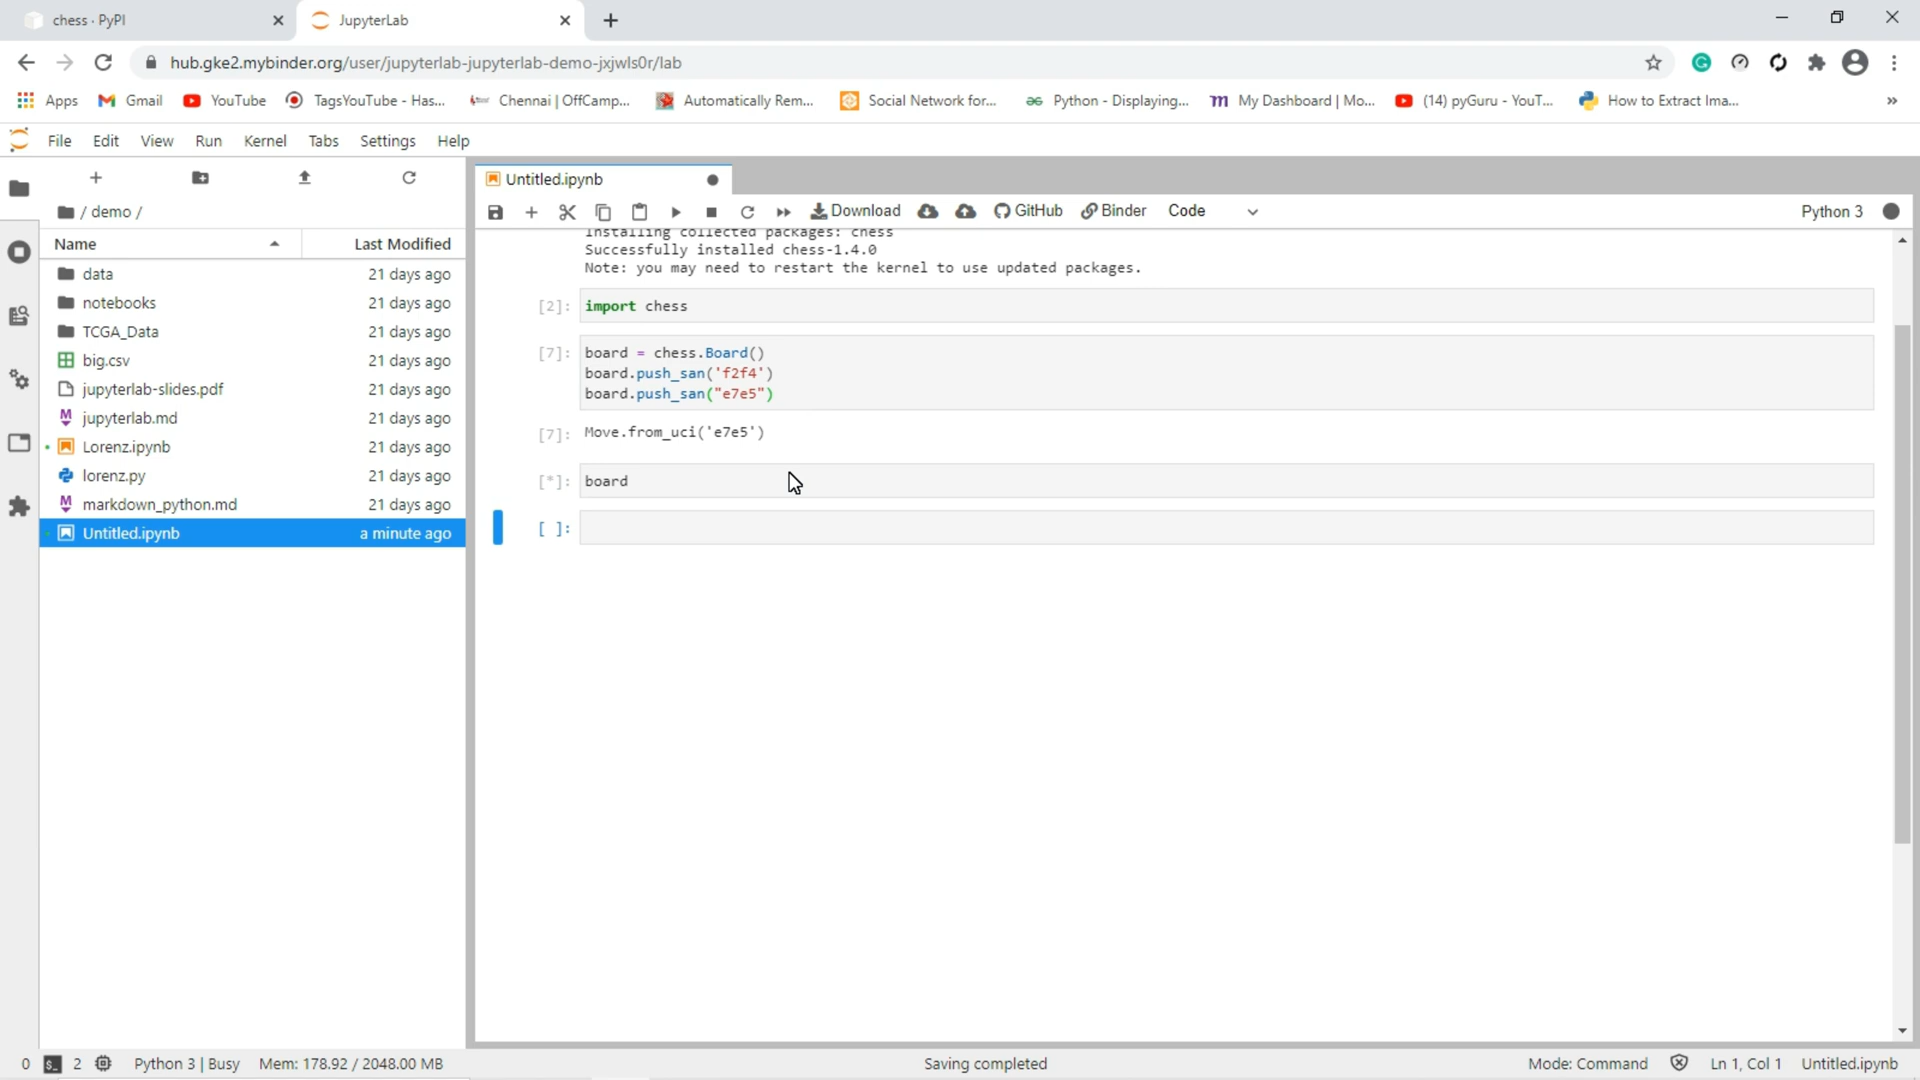 chess · PyPI
JupyterLab
hub.gke2.mybinder.org/user/jupyterlab-jupyterlab-demo-jxjwls0r/lab
Apps Gmail YouTube TagsYouTube - Has... Chennai | OffCamp... Automatically Rem... Social Network for... Python - Displaying... My Dashboard | Mo... (14) pyGuru - YouT... How to Extract Ima... »
File Edit View Run Kernel Tabs Settings Help
Untitled.ipynb
/ demo /
Download GitHub Binder Code Python 3
Name Last Modified
data 21 days ago
notebooks 21 days ago
TCGA_Data 21 days ago
big.csv 21 days ago
jupyterlab-slides.pdf 21 days ago
jupyterlab.md 21 days ago
Lorenz.ipynb 21 days ago
lorenz.py 21 days ago
markdown_python.md 21 days ago
Untitled.ipynb a minute ago
Installing collected packages: chess
Successfully installed chess-1.4.0
Note: you may need to restart the kernel to use updated packages.
[2]: import chess
[7]: board = chess.Board()
board.push_san('f2f4')
board.push_san("e7e5")
[7]: Move.from_uci('e7e5')
[*]: board
[ ]:
0 2 Python 3 | Busy Mem: 178.92 / 2048.00 MB Saving completed Mode: Command Ln 1, Col 1 Untitled.ipynb